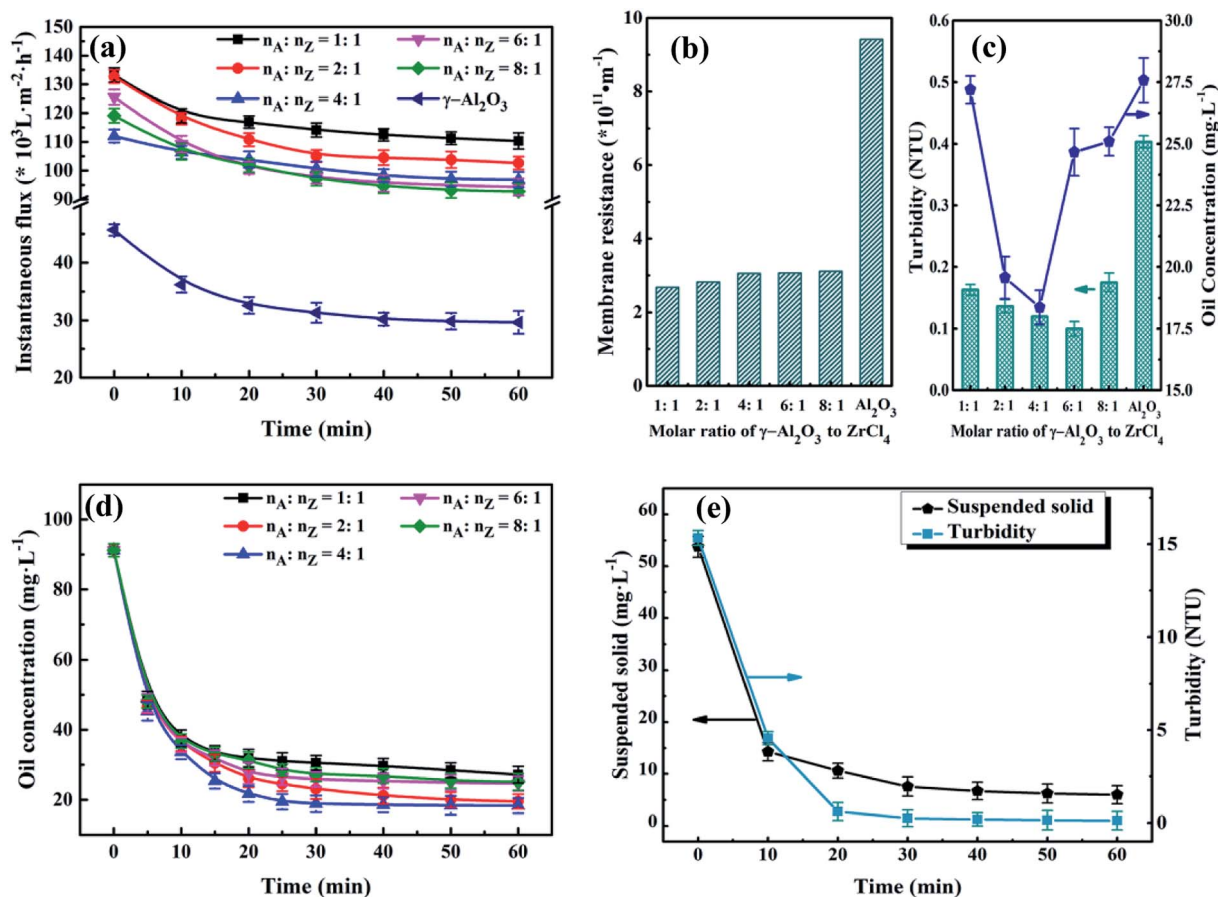 (a)
n_A: n_Z = 1: 1
n_A: n_Z = 6: 1
n_A: n_Z = 2: 1
n_A: n_Z = 8: 1
n_A: n_Z = 4: 1
γ−Al₂O₃
Instantaneous flux (* 10³L·m⁻²·h⁻¹)
150
140
130
120
110
100
90
40
30
20
0 10 20 30 40 50 60
Time (min)
(b)
Membrane resistance (*10¹¹•m⁻¹)
10
8
6
4
2
0
1: 1 2: 1 4: 1 6: 1 8: 1 Al₂O₃
Molar ratio of γ−Al₂O₃ to ZrCl₄
(c)
Turbidity (NTU)
0.6
0.5
0.4
0.3
0.2
0.1
0.0
Oil Concentration (mg·L⁻¹)
30.0
27.5
25.0
22.5
20.0
17.5
15.0
1: 1 2: 1 4: 1 6: 1 8: 1 Al₂O₃
Molar ratio of γ−Al₂O₃ to ZrCl₄
(d)
n_A: n_Z = 1: 1
n_A: n_Z = 6: 1
n_A: n_Z = 2: 1
n_A: n_Z = 8: 1
n_A: n_Z = 4: 1
Oil concentration (mg·L⁻¹)
100
80
60
40
20
0 10 20 30 40 50 60
Time (min)
(e)
Suspended solid
Turbidity
Suspended solid (mg·L⁻¹)
60
50
40
30
20
10
0
Turbidity (NTU)
15
10
5
0
0 10 20 30 40 50 60
Time (min)